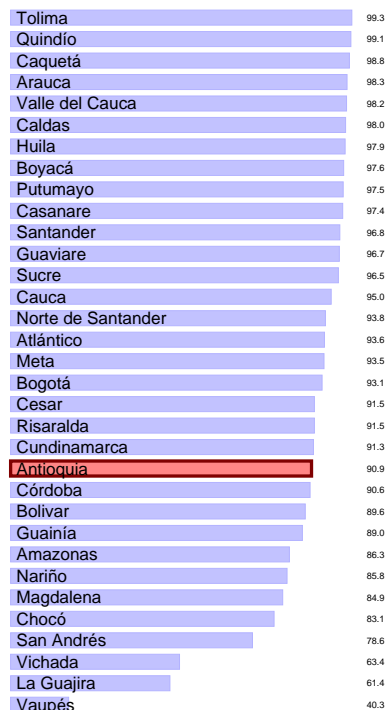 Tolima 99.3
Quindío 99.1
Caquetá 98.8
Arauca 98.3
Valle del Cauca 98.2
Caldas 98.0
Huila 97.9
Boyacá 97.6
Putumayo 97.5
Casanare 97.4
Santander 96.8
Guaviare 96.7
Sucre 96.5
Cauca 95.0
Norte de Santander 93.8
Atlántico 93.6
Meta 93.5
Bogotá 93.1
Cesar 91.5
Risaralda 91.5
Cundinamarca 91.3
Antioquia 90.9
Córdoba 90.6
Bolivar 89.6
Guainía 89.0
Amazonas 86.3
Nariño 85.8
Magdalena 84.9
Chocó 83.1
San Andrés 78.6
Vichada 63.4
La Guajira 61.4
Vaupés 40.3